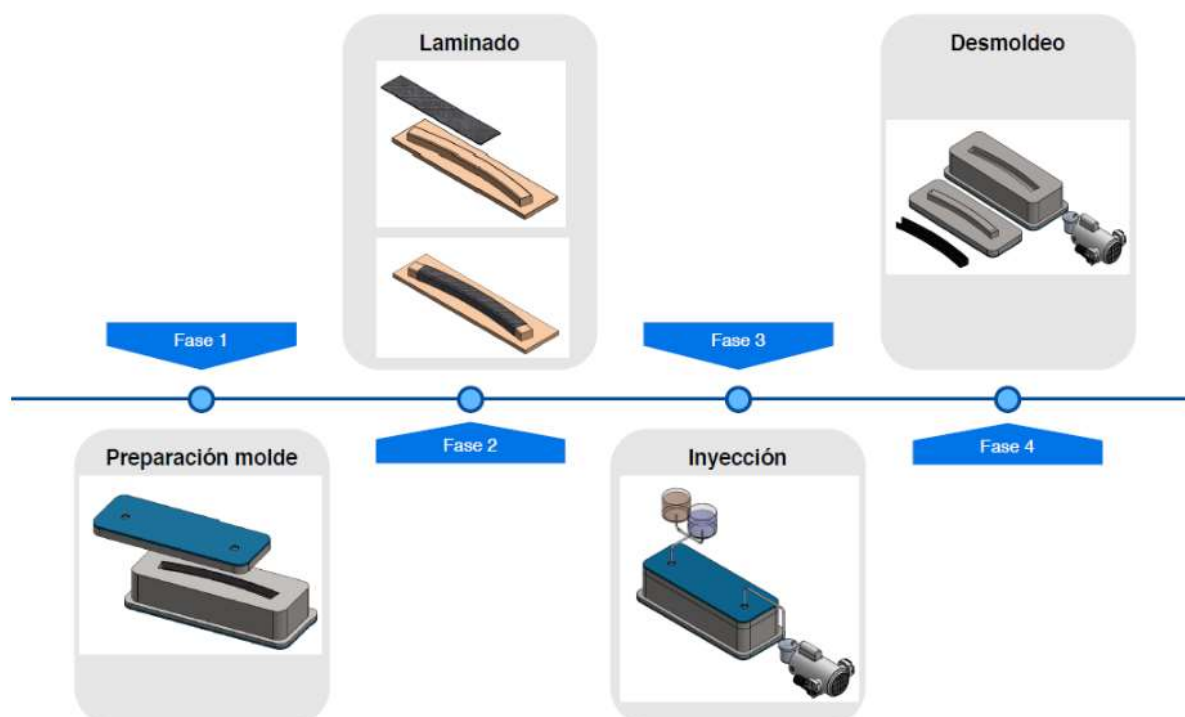 Laminado
Desmoldeo
Fase 1
Fase 3
Fase 2
Fase 4
Preparación molde
Inyección